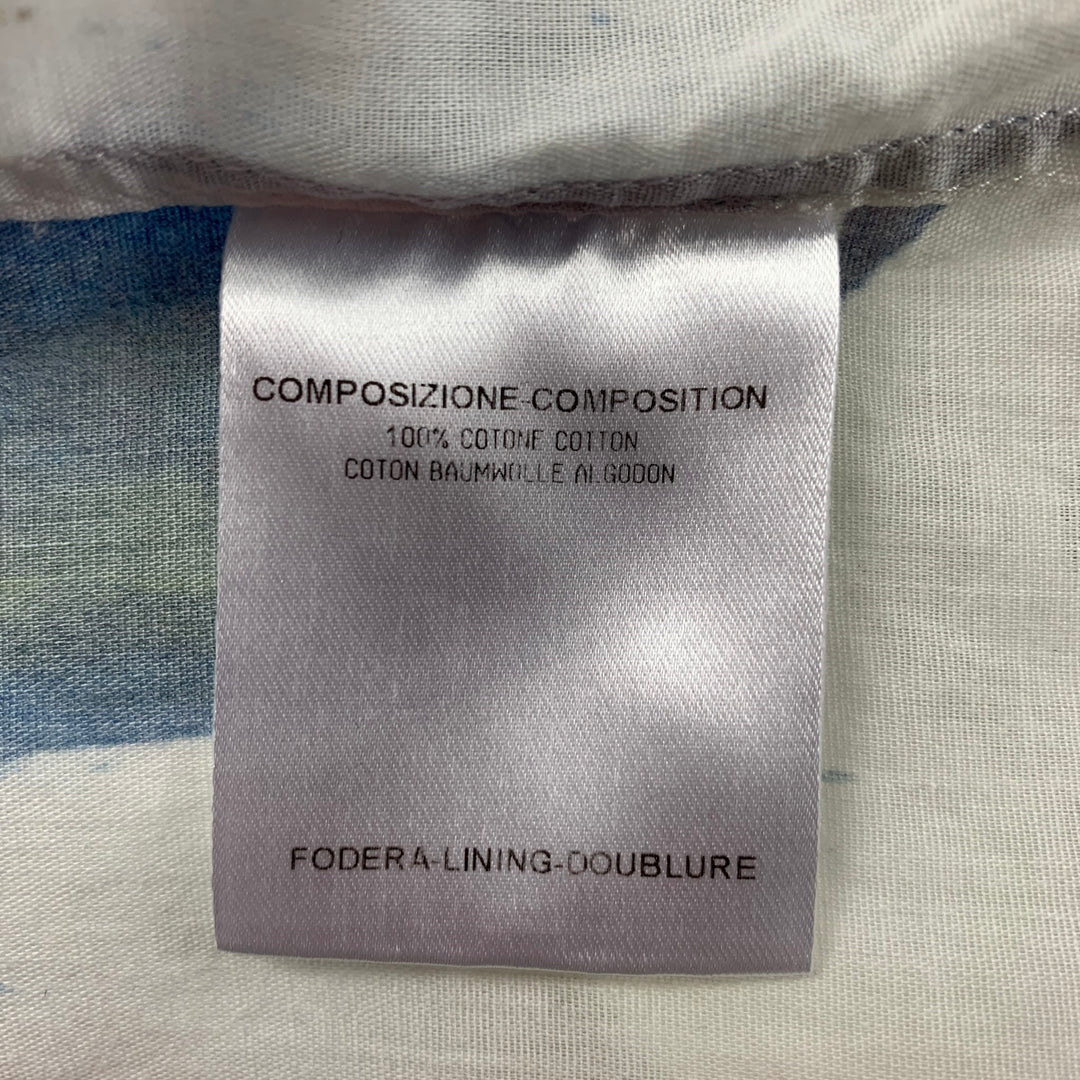 COMPOSIZIONE-COMPOSITION
100% COTONE COTTON
COTON BAUMWOLLE ALGODON
FODERA-LINING-DOUBLURE